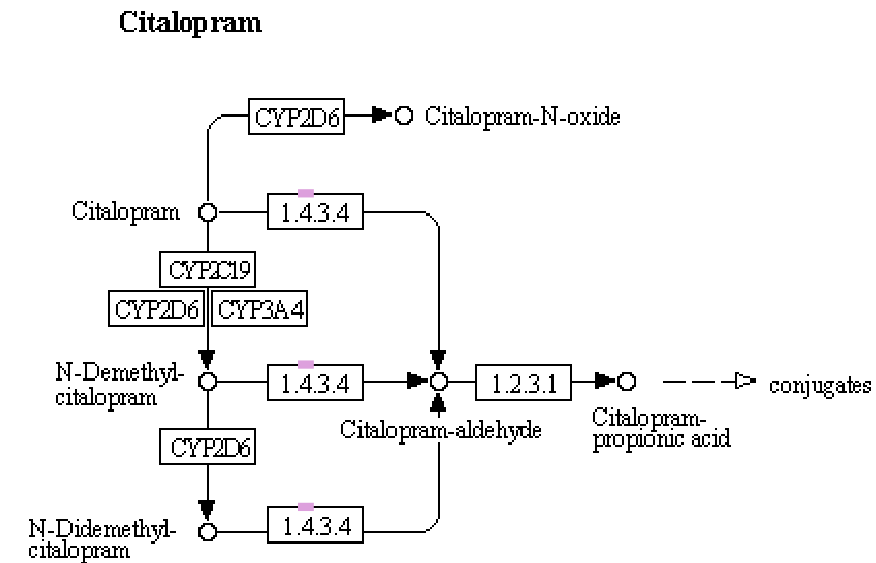 Citalopram
CYP2D6
Citalopram-N-oxide
Citalopram
1.4.3.4
CYP2C19
CYP2D6
CYP3A4
N-Demethyl-
citalopram
1.4.3.4
1.2.3.1
conjugates
Citalopram-aldehyde
Citalopram-
propionic acid
CYP2D6
N-Didemethyl-
citalopram
1.4.3.4